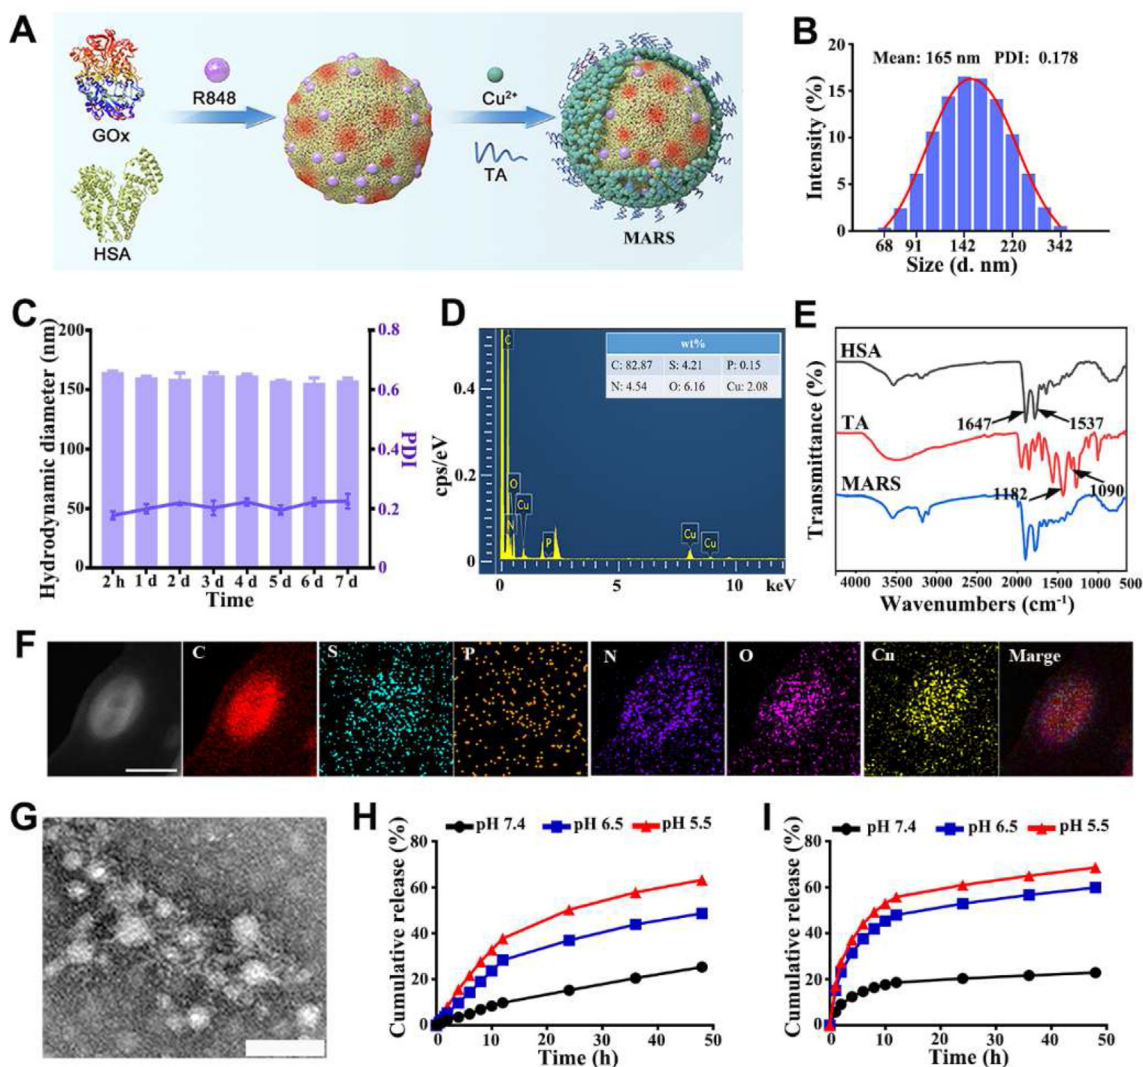 A
GOx
HSA
R848
Cu²⁺
TA
MARS
B
Mean: 165 nm PDI: 0.178
Intensity (%)
20
15
10
5
0
68 91 142 220 342
Size (d. nm)
C
Hydrodynamic diameter (nm)
200
150
100
50
0
0.8
0.6
0.4
0.2
0.0
PDI
2 h 1 d 2 d 3 d 4 d 5 d 6 d 7 d
Time
D
cps/eV
0.4
0.2
0
C
O
N
Cu
P
Cu
Cu
wt%
C: 82.87 S: 4.21 P: 0.15
N: 4.54 O: 6.16 Cu: 2.08
0 5 10 keV
E
Transmittance (%)
HSA
1647 1537
TA
1182 1090
MARS
4000 3500 3000 2500 2000 1500 1000 500
Wavenumbers (cm⁻¹)
F
C S P N O Cu Marge
G
H
pH 7.4 pH 6.5 pH 5.5
Cumulative release (%)
80
60
40
20
0
0 10 20 30 40 50
Time (h)
I
pH 7.4 pH 6.5 pH 5.5
Cumulative release (%)
80
60
40
20
0
0 10 20 30 40 50
Time (h)